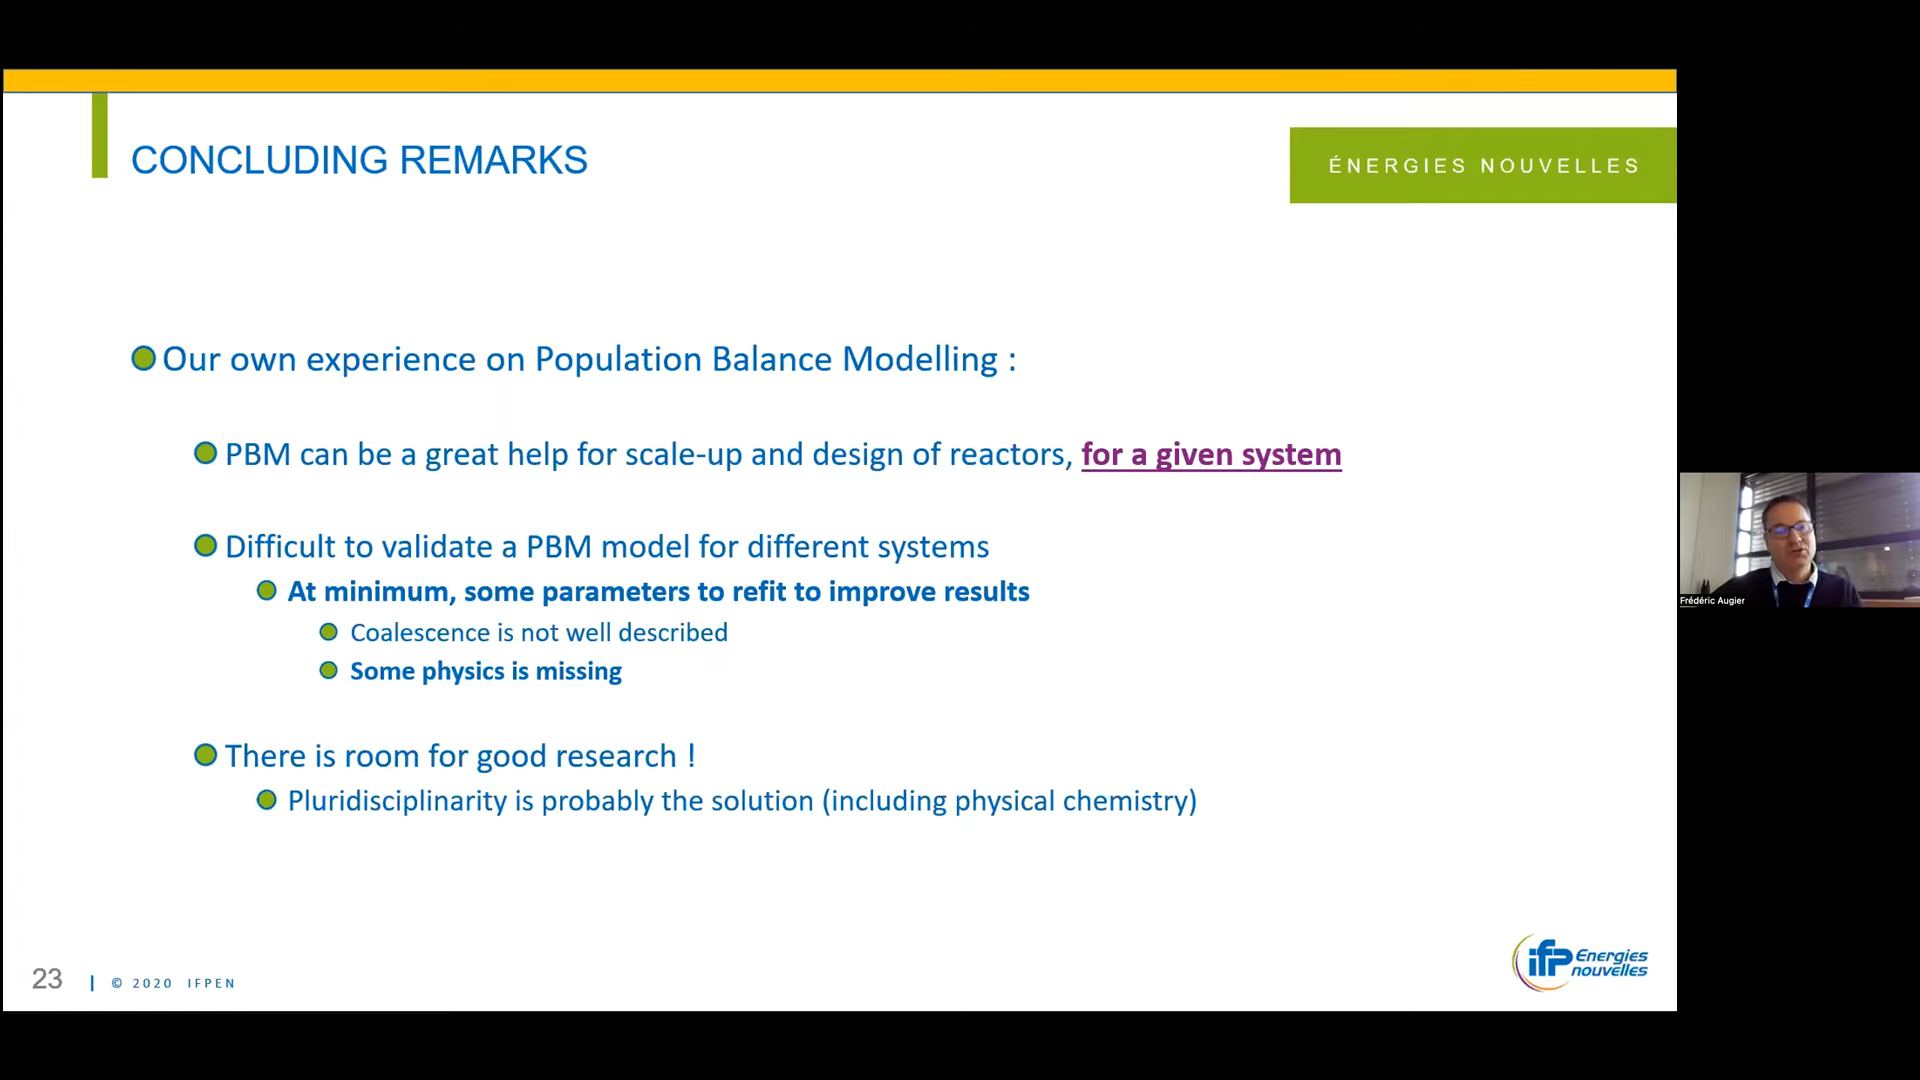 CONCLUDING REMARKS
ÉNERGIES NOUVELLES
Our own experience on Population Balance Modelling :
PBM can be a great help for scale-up and design of reactors, for a given system
Difficult to validate a PBM model for different systems
At minimum, some parameters to refit to improve results
Coalescence is not well described
Some physics is missing
There is room for good research !
Pluridisciplinarity is probably the solution (including physical chemistry)
Frédéric Augier
23 | © 2020 IFPEN
ifp Energies
nouvelles